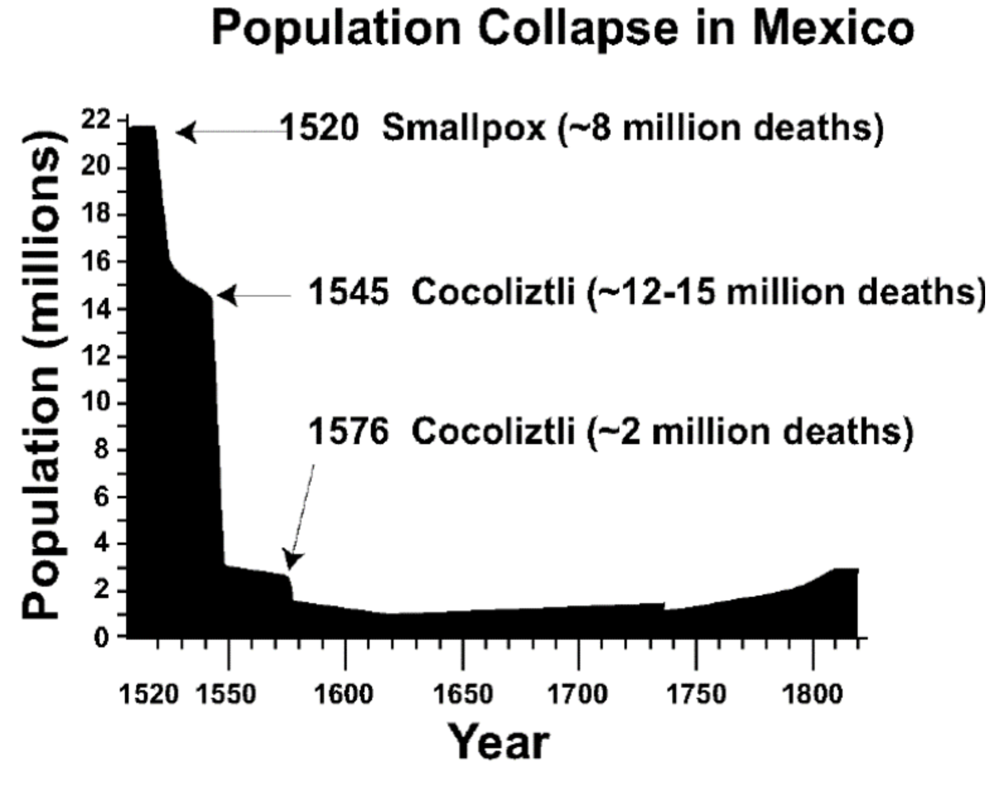 Population Collapse in Mexico
22
1520 Smallpox (~8 million deaths)
20
18
16
1545 Cocoliztli (~12-15 million deaths)
14
12
10
1576 Cocoliztli (~2 million deaths)
8
6
4
2
0
Population (millions)
1520 1550 1600 1650 1700 1750 1800
Year